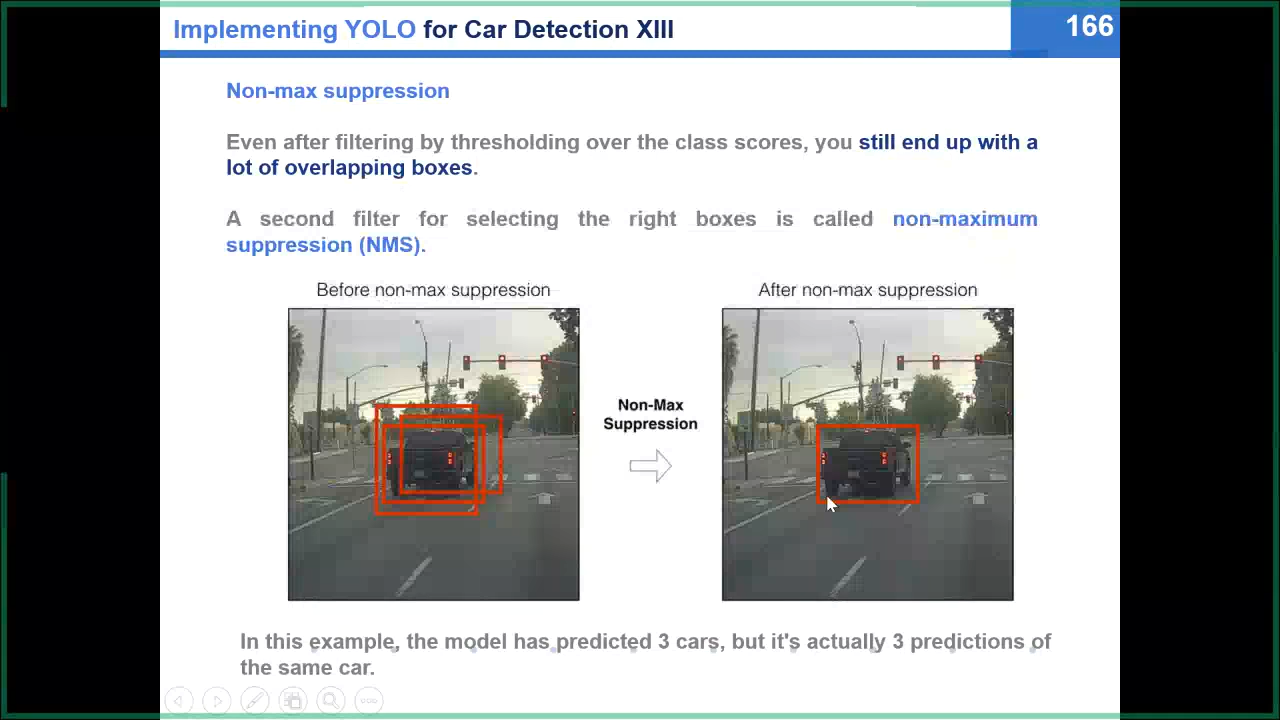 Implementing YOLO for Car Detection XIII
166
Non-max suppression
Even after filtering by thresholding over the class scores, you still end up with a
lot of overlapping boxes.
A second filter for selecting the right boxes is called non-maximum
suppression (NMS).
Before non-max suppression
After non-max suppression
Non-Max
Suppression
In this example, the model has predicted 3 cars, but it's actually 3 predictions of
the same car.